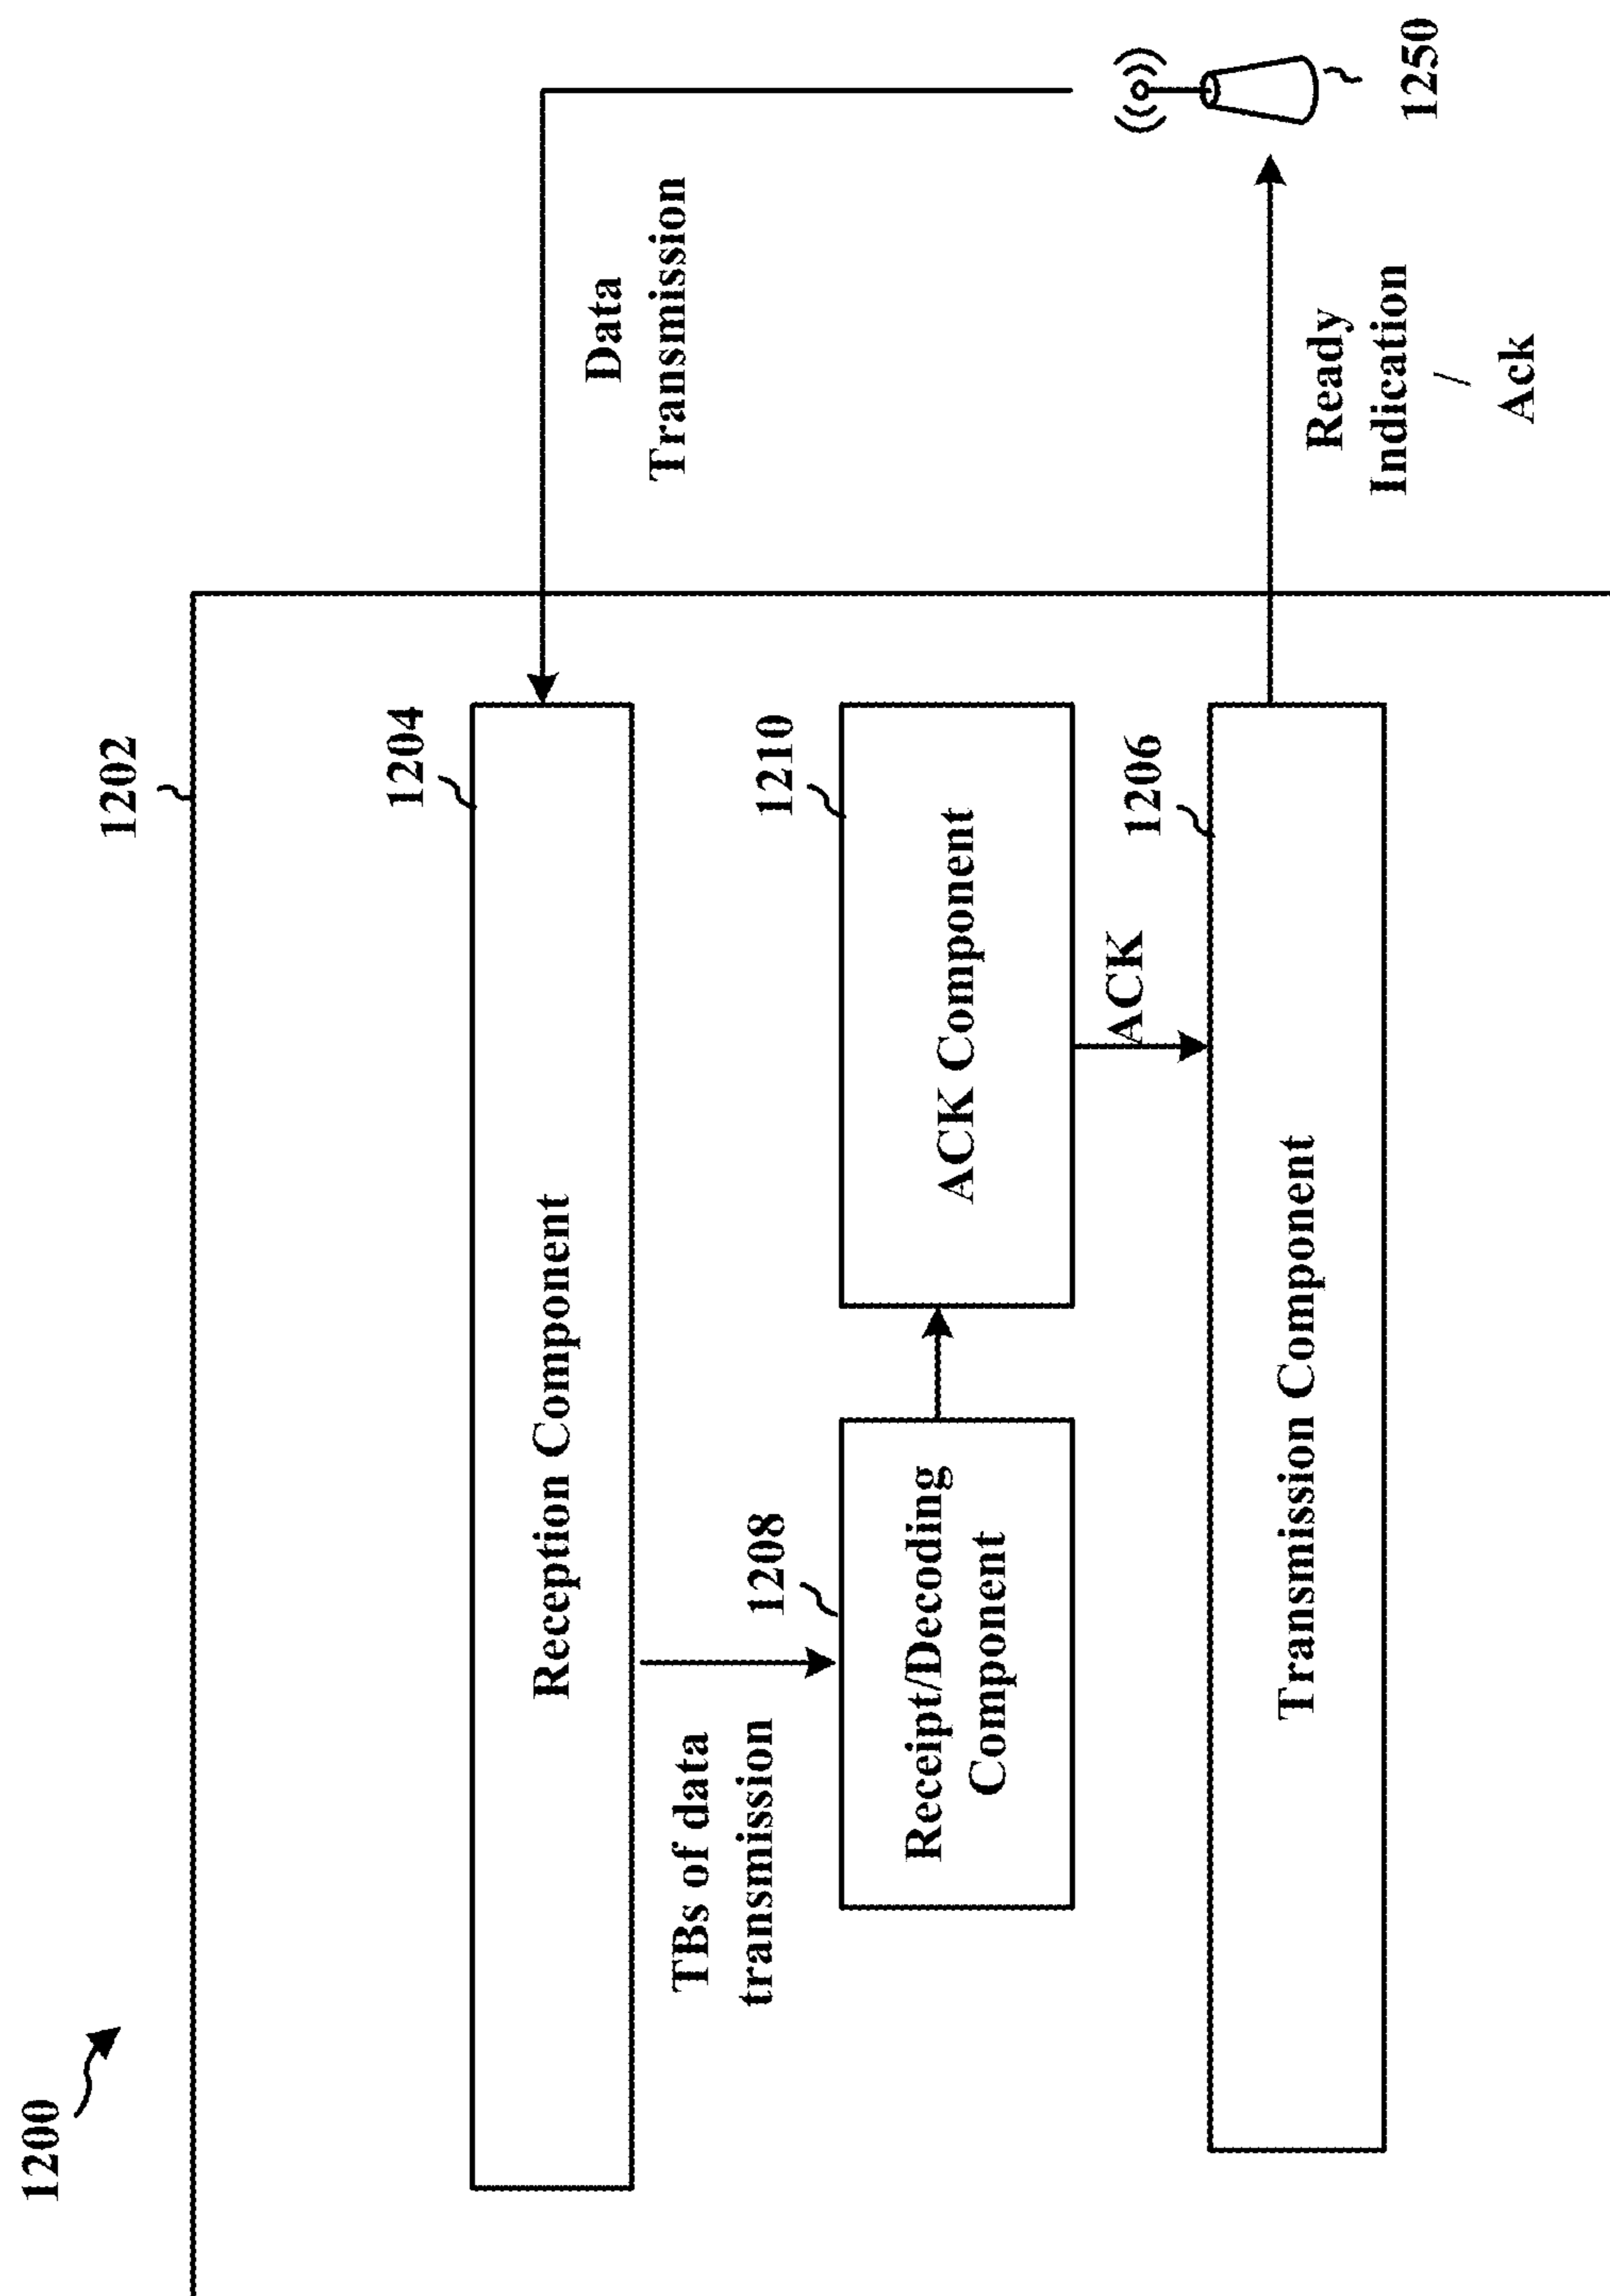 1200
1202
1204
Reception Component
Data
Transmission
TBs of data
transmission
1208
1210
Receipt/Decoding
Component
ACK Component
ACK
1206
Transmission Component
Ready
Indication
/
Ack
1250